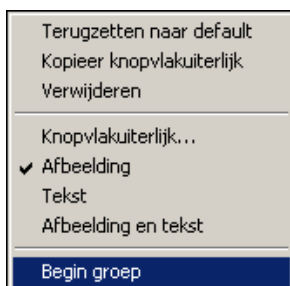 Terugzetten naar default
Kopieer knopvlakuiterlijk
Verwijderen
Knopvlakuiterlijk...
Afbeelding
Tekst
Afbeelding en tekst
Begin groep